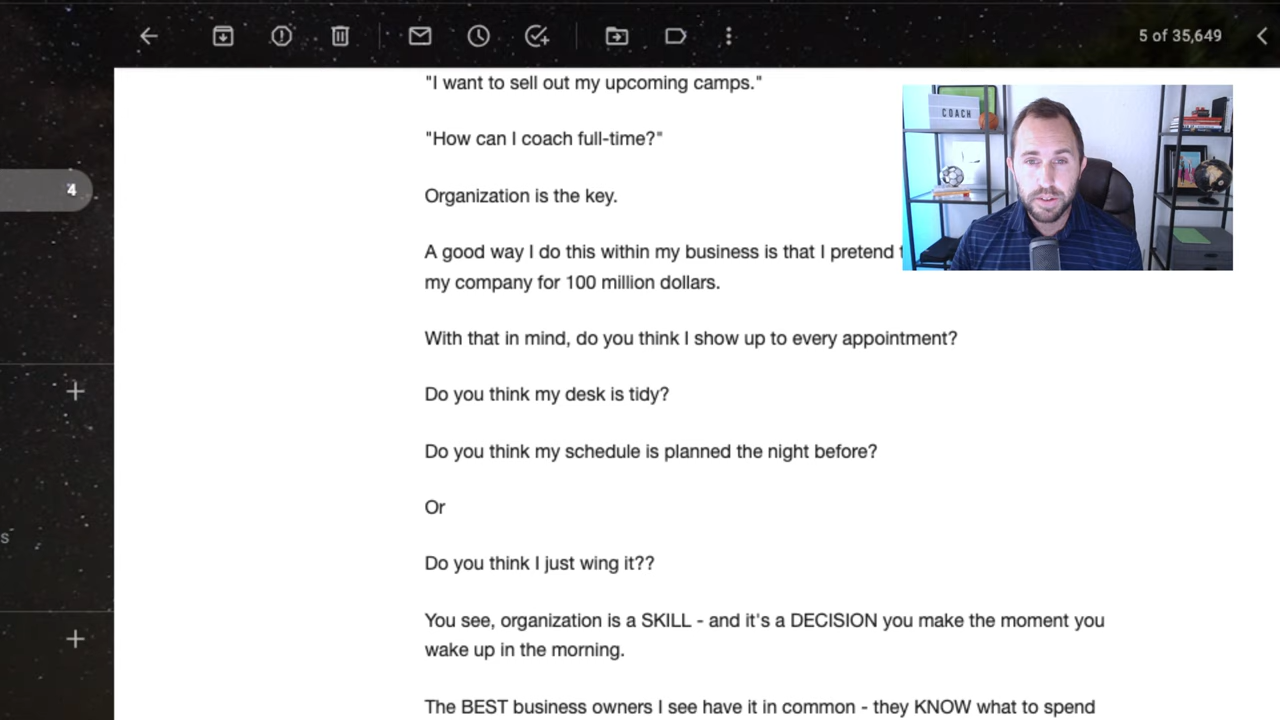 5 of 35,649
"I want to sell out my upcoming camps."
COACH
"How can I coach full-time?"
4
Organization is the key.
A good way I do this within my business is that I pretend
my company for 100 million dollars.
With that in mind, do you think I show up to every appointment?
Do you think my desk is tidy?
Do you think my schedule is planned the night before?
Or
s
Do you think I just wing it??
You see, organization is a SKILL - and it's a DECISION you make the moment you
wake up in the morning.
The BEST business owners I see have it in common - they KNOW what to spend